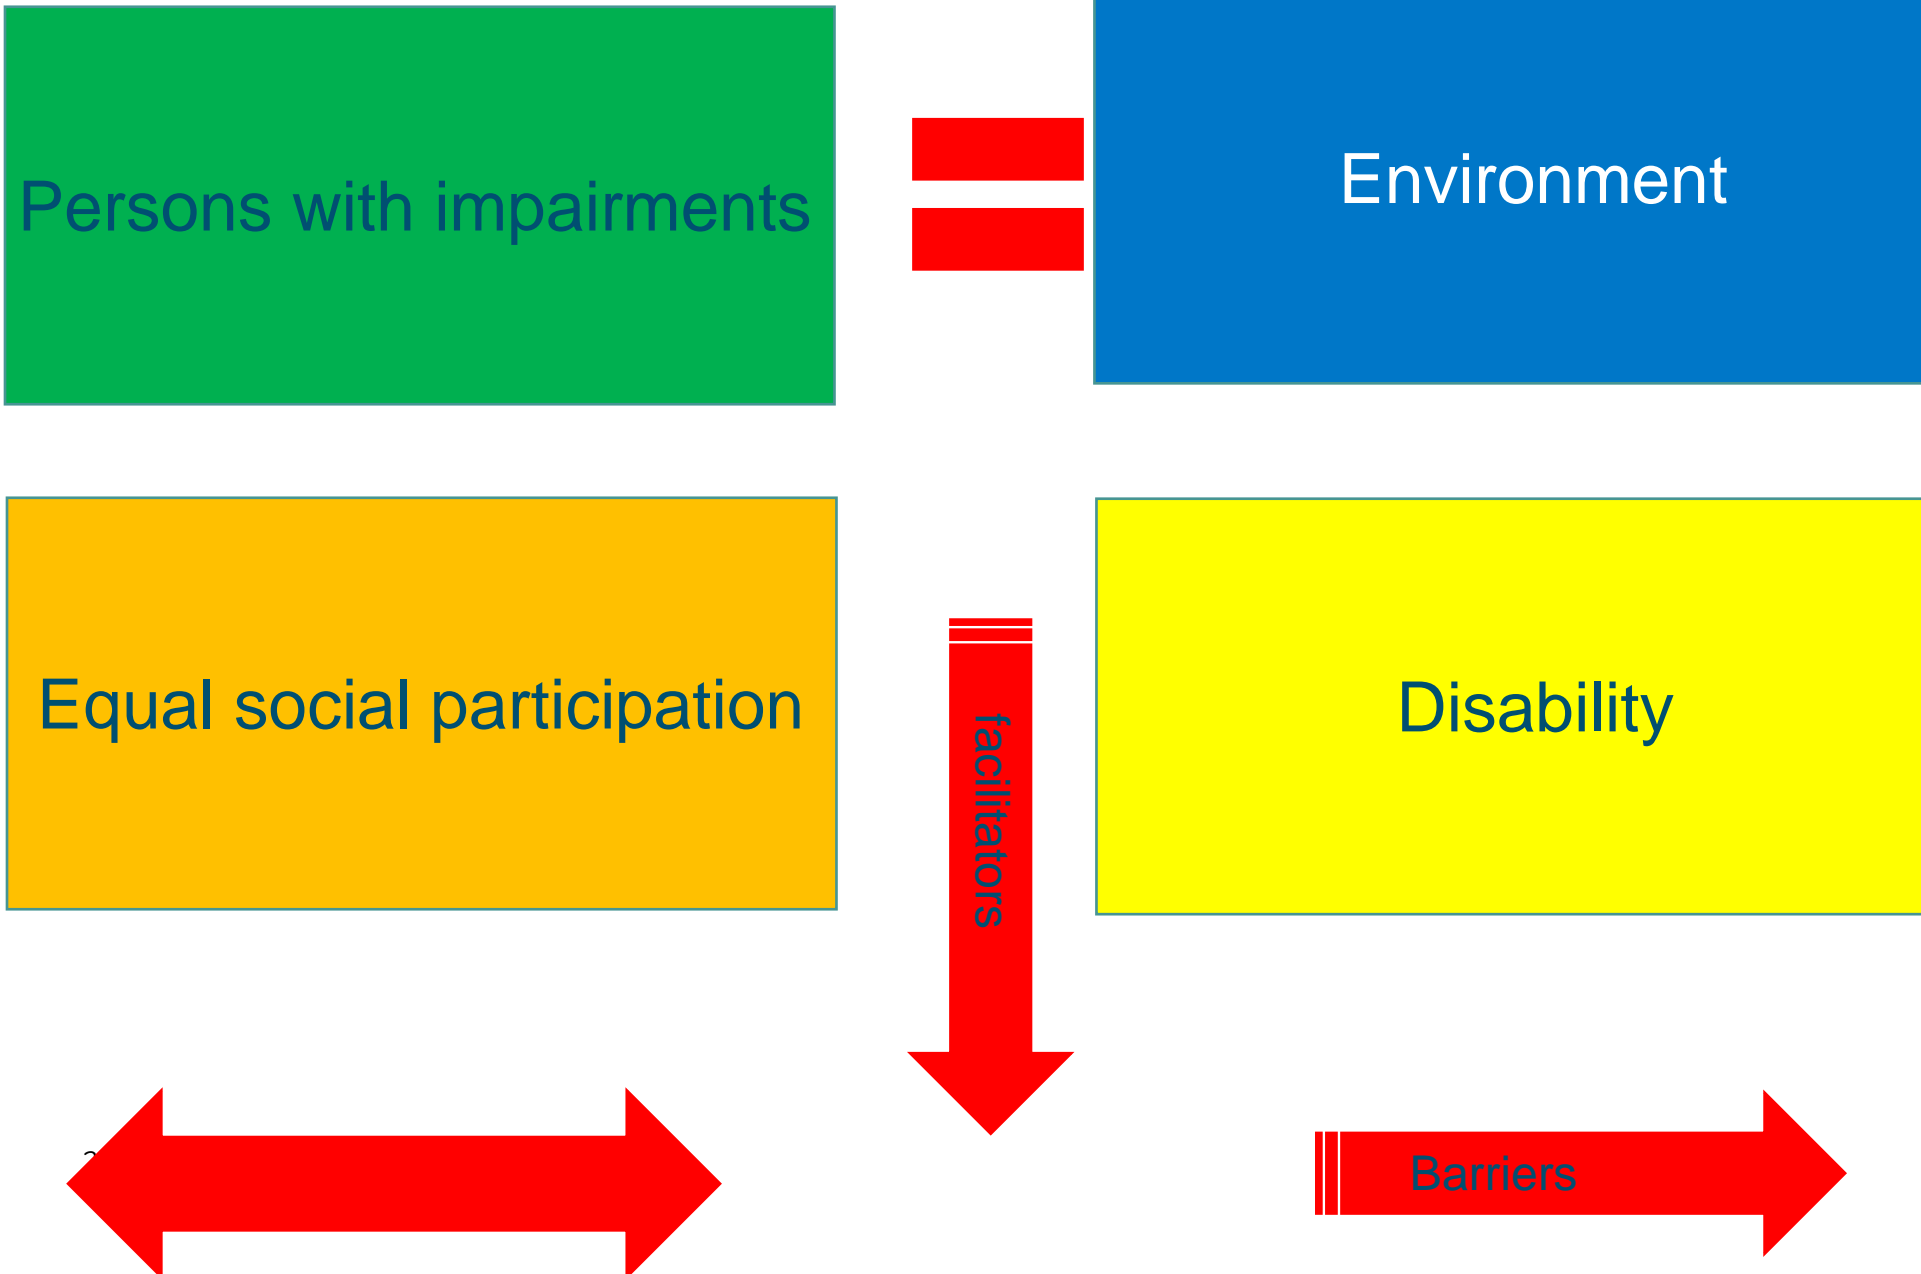 Persons with impairments
Environment
Equal social participation
Disability
facilitators
Barriers